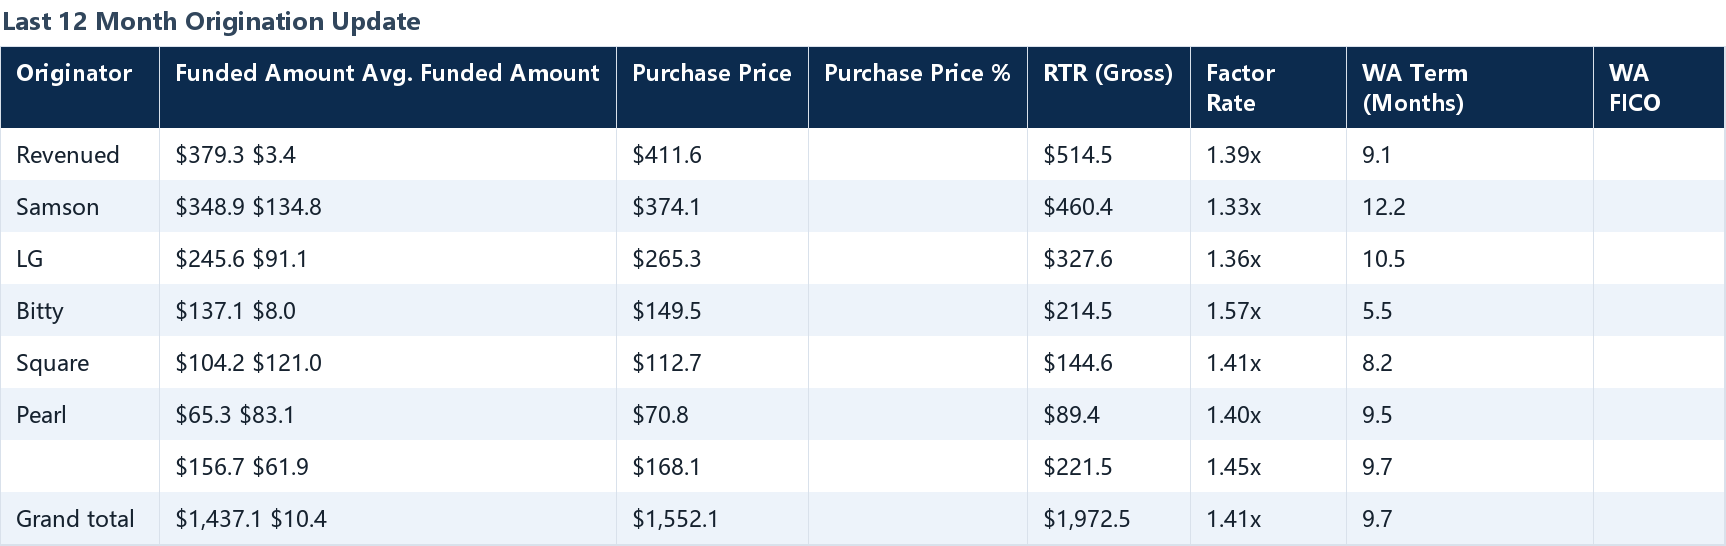 Last 12 Month Origination Update
Originator Funded Amount Avg. Funded Amount Purchase Price Purchase Price % RTR (Gross) Factor Rate WA Term (Months) WA FICO
Revenued $379.3 $3.4 $411.6 $514.5 1.39x 9.1
Samson $348.9 $134.8 $374.1 $460.4 1.33x 12.2
LG $245.6 $91.1 $265.3 $327.6 1.36x 10.5
Bitty $137.1 $8.0 $149.5 $214.5 1.57x 5.5
Square $104.2 $121.0 $112.7 $144.6 1.41x 8.2
Pearl $65.3 $83.1 $70.8 $89.4 1.40x 9.5
$156.7 $61.9 $168.1 $221.5 1.45x 9.7
Grand total $1,437.1 $10.4 $1,552.1 $1,972.5 1.41x 9.7